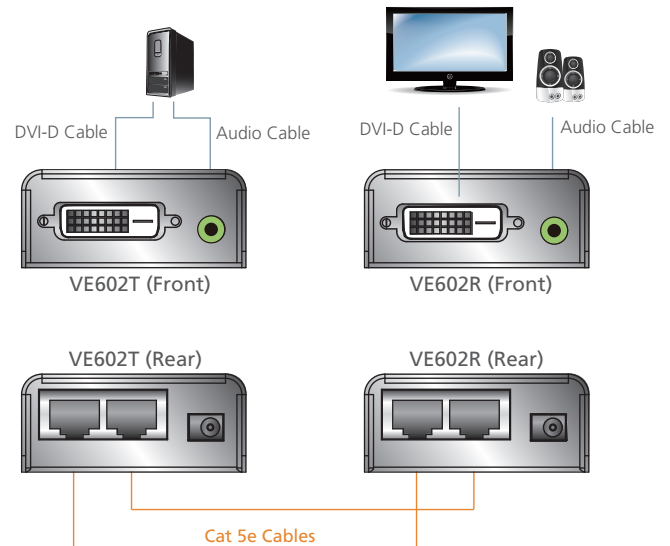 DVI-D Cable
Audio Cable
DVI-D Cable
Audio Cable
VE602T (Front)
VE602R (Front)
VE602T (Rear)
VE602R (Rear)
Cat 5e Cables